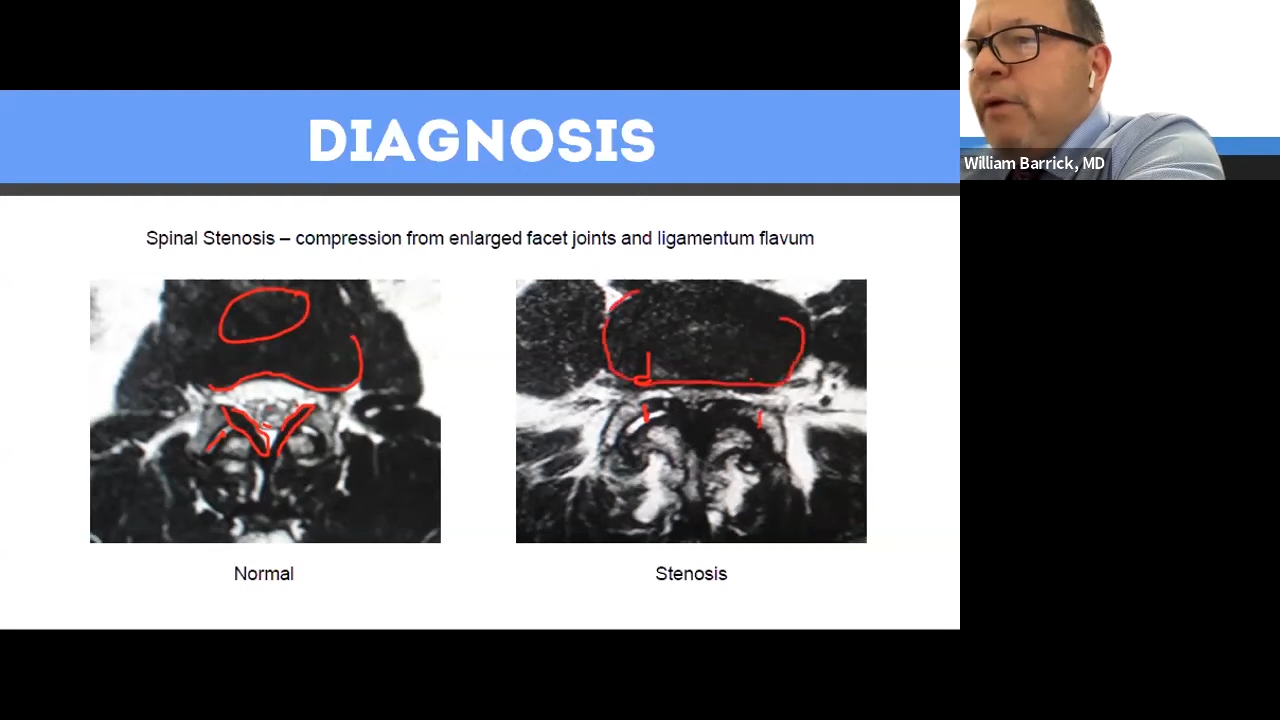 DIAGNOSIS
William Barrick, MD
Spinal Stenosis – compression from enlarged facet joints and ligamentum flavum
Normal
Stenosis